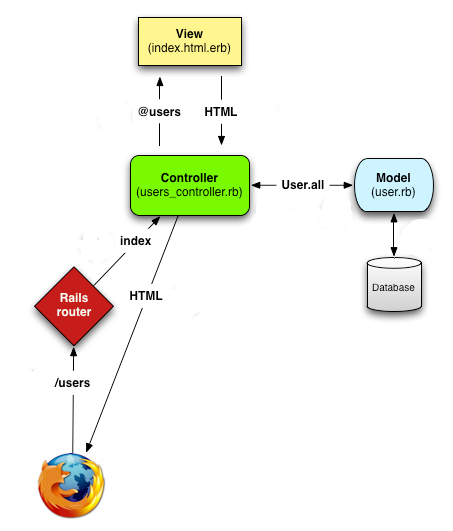 View
(index.html.erb)
@users
HTML
Controller
(users_controller.rb)
User.all
Model
(user.rb)
index
Database
Rails
router
HTML
/users